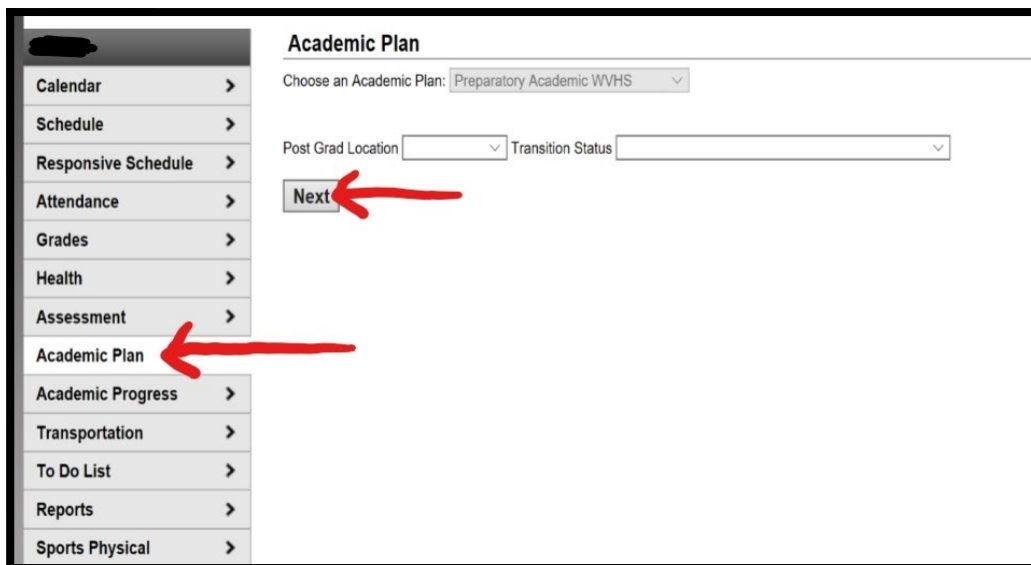 Academic Plan
Choose an Academic Plan: Preparatory Academic WVHS
Post Grad Location Transition Status
Next
Calendar
Schedule
Responsive Schedule
Attendance
Grades
Health
Assessment
Academic Plan
Academic Progress
Transportation
To Do List
Reports
Sports Physical